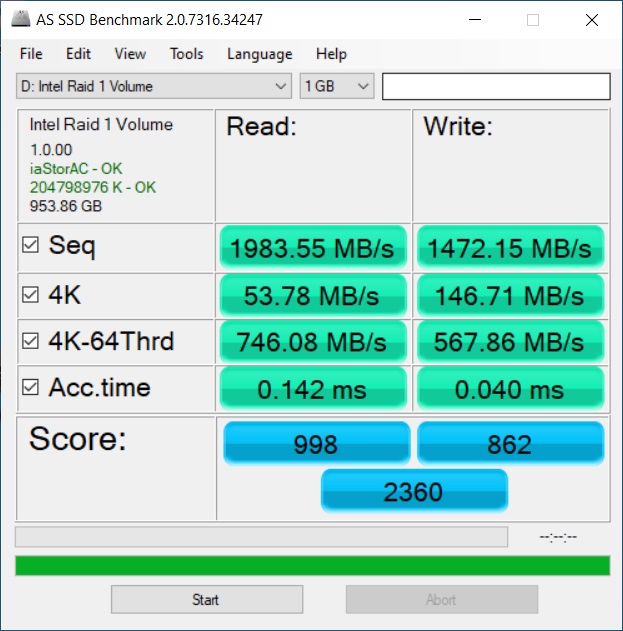 AS SSD Benchmark 2.0.7316.34247
File Edit View Tools Language Help
D: Intel Raid 1 Volume 1 GB
Intel Raid 1 Volume
1.0.00
iaStorAC - OK
204798976 K - OK
953.86 GB
Read: Write:
Seq 1983.55 MB/s 1472.15 MB/s
4K 53.78 MB/s 146.71 MB/s
4K-64Thrd 746.08 MB/s 567.86 MB/s
Acc.time 0.142 ms 0.040 ms
Score: 998 862
2360
--:--:--
Start Abort